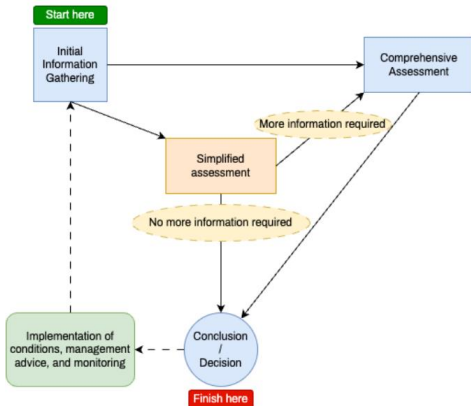 Start here
Initial
Information
Gathering
Comprehensive
Assessment
More information required
Simplified
assessment
No more information required
Implementation of
conditions, management
advice, and monitoring
Conclusion
/
Decision
Finish here